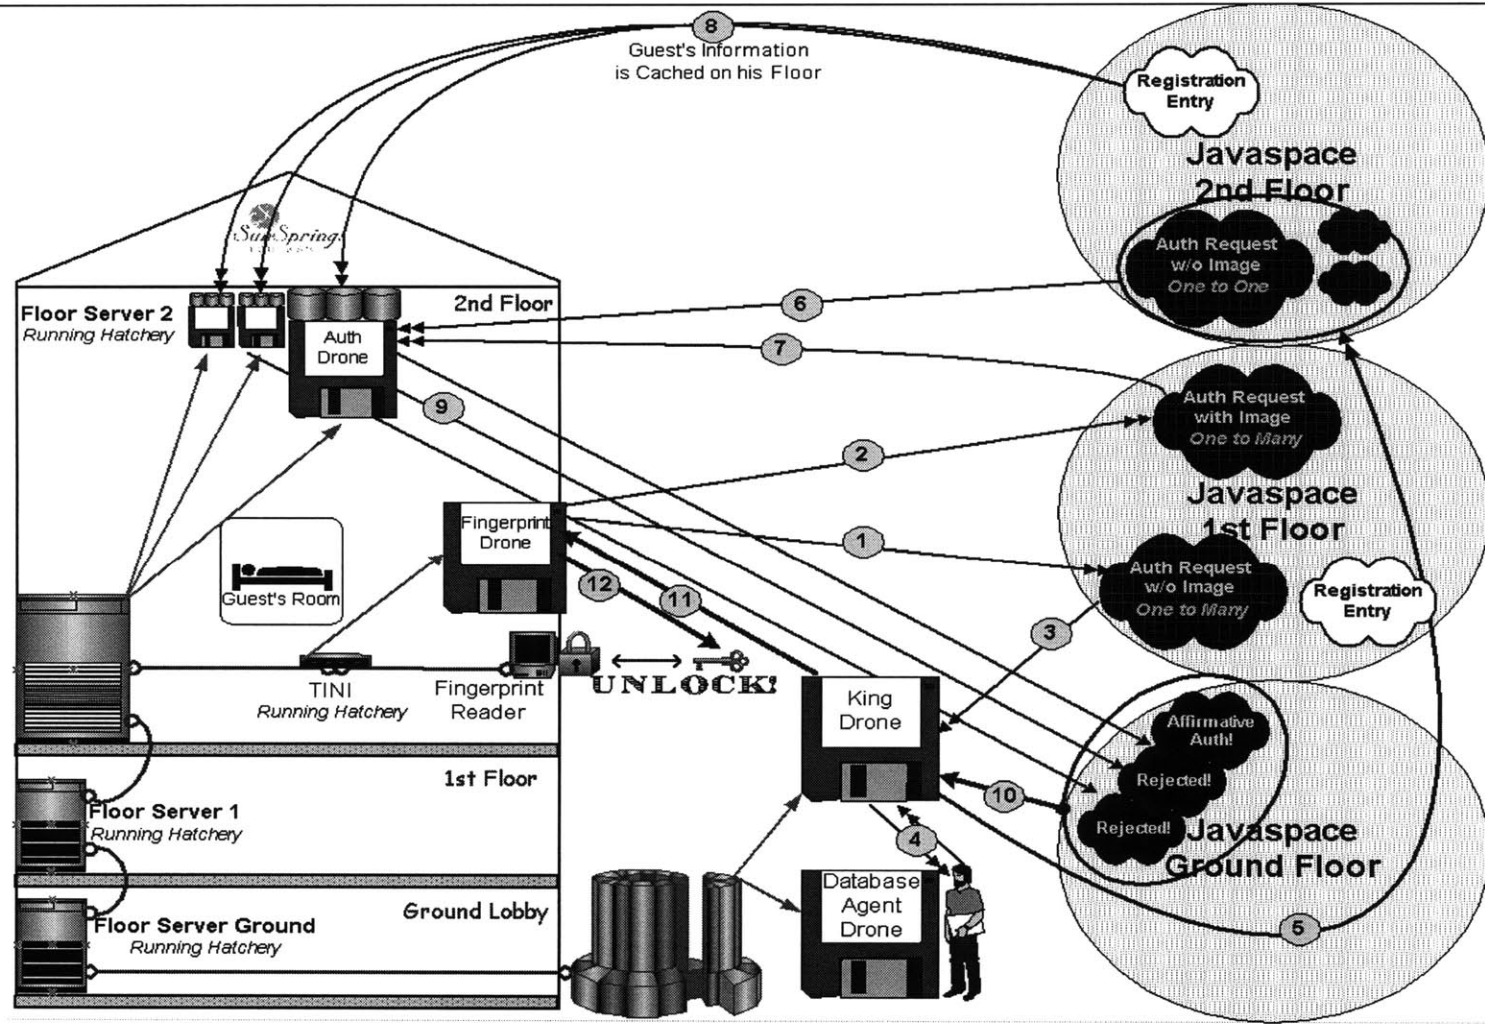 8
Guest's Information
is Cached on his Floor
Registration
Entry
Javaspace
2nd Floor
Auth Request
w/o Image
One to One
SunSprings
Floor Server 2
Running Hatchery
2nd Floor
Auth
Drone
6
7
9
Auth Request
with Image
One to Many
2
Javaspace
1st Floor
Fingerprint
Drone
1
Auth Request
w/o Image
One to Many
Registration
Entry
Guest's Room
12
11
3
TINI
Running Hatchery
Fingerprint
Reader
UNLOCK!
King
Drone
Affirmative
Auth!
Rejected!
Rejected!
10
Javaspace
Ground Floor
1st Floor
Floor Server 1
Running Hatchery
4
Database
Agent
Drone
Ground Lobby
Floor Server Ground
Running Hatchery
5